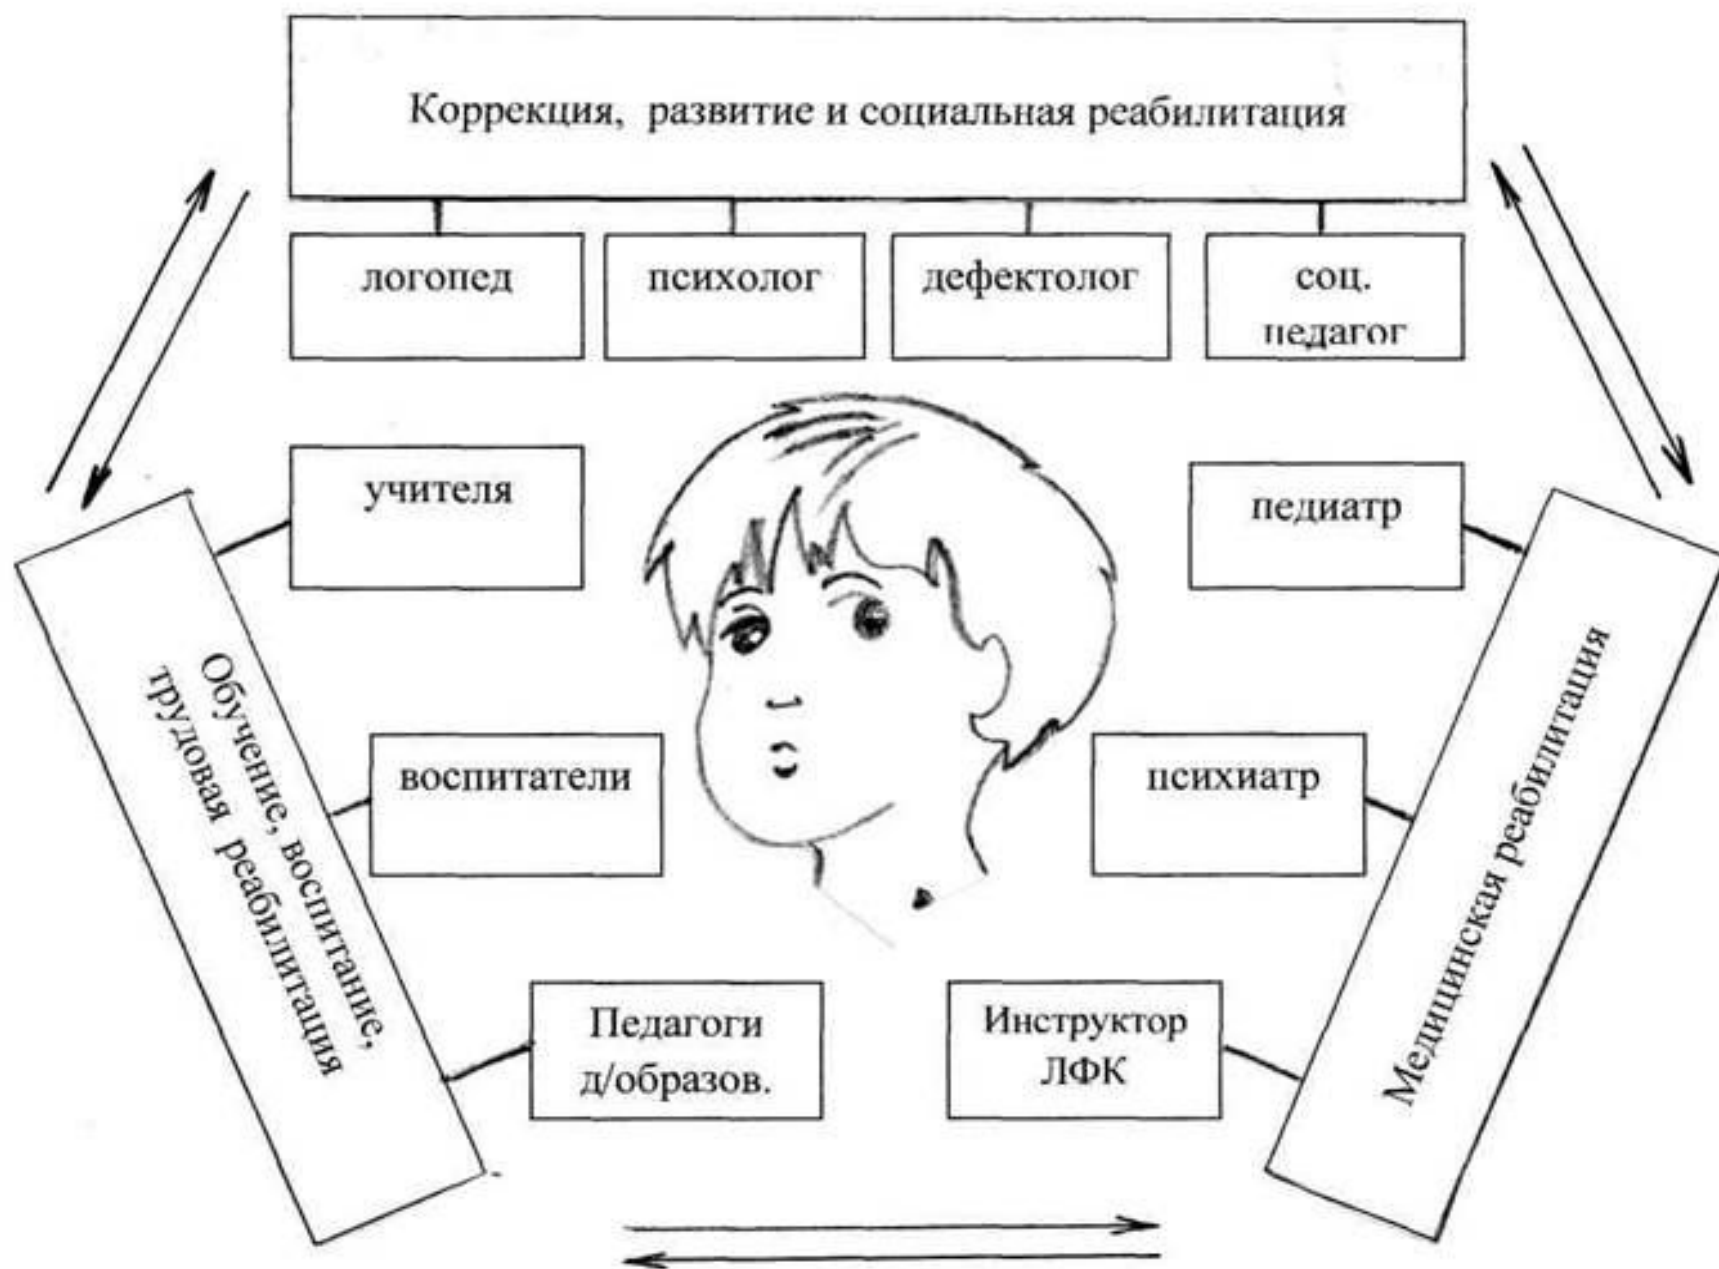 Коррекция, развитие и социальная реабилитация
логопед
психолог
дефектолог
соц.
педагог
учителя
педиатр
Обучение, воспитание,
трудовая реабилитация
воспитатели
психиатр
Медицинская реабилитация
Педагоги
д/образов.
Инструктор
ЛФК